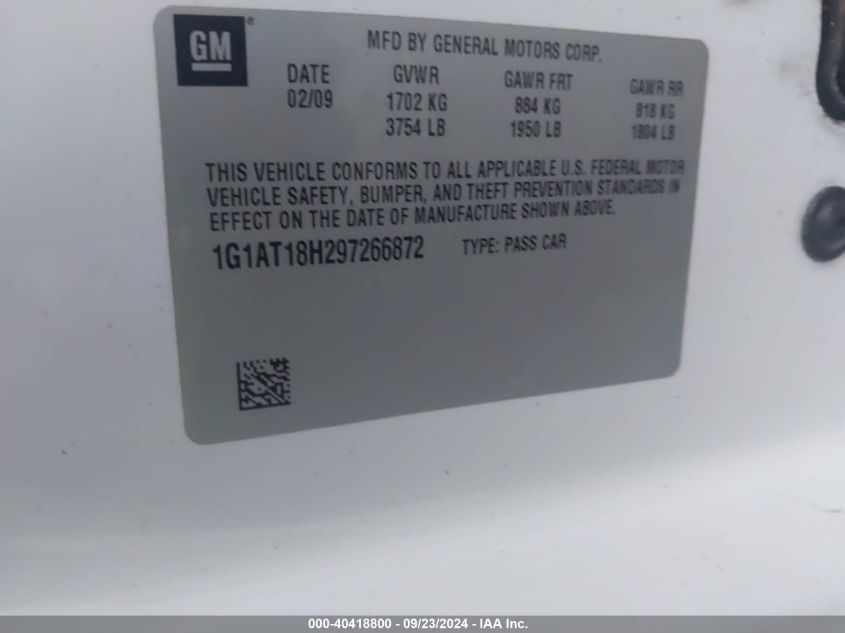 GM®
MFD BY GENERAL MOTORS CORP.
DATE GVWR GAWR FRT GAWR RR
02/09 1702 KG 884 KG 818 KG
3754 LB 1950 LB 1804 LB
THIS VEHICLE CONFORMS TO ALL APPLICABLE U.S. FEDERAL MOTOR
VEHICLE SAFETY, BUMPER, AND THEFT PREVENTION STANDARDS IN
EFFECT ON THE DATE OF MANUFACTURE SHOWN ABOVE.
1G1AT18H297266872 TYPE: PASS CAR
000-40418800 - 09/23/2024 - IAA Inc.